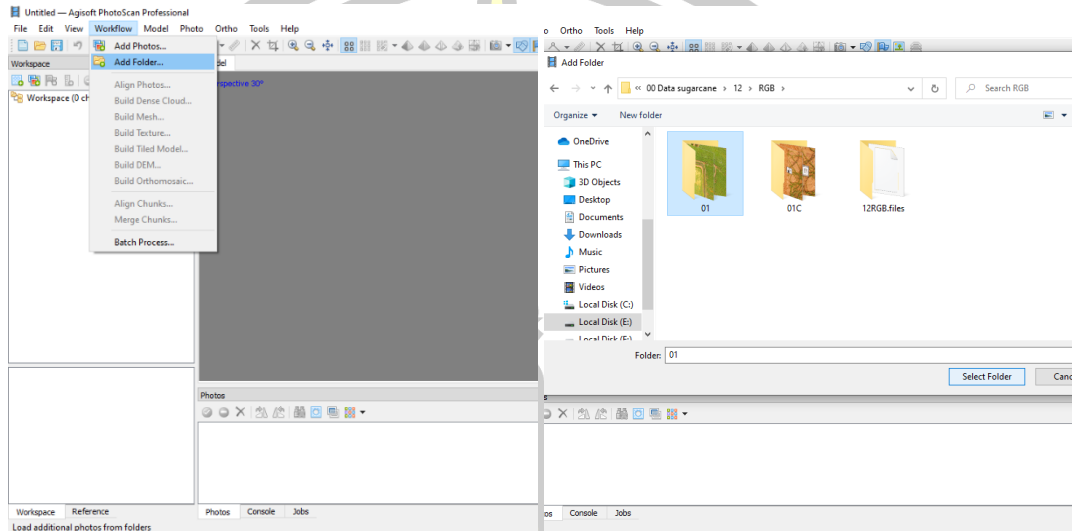 Untitled — Agisoft PhotoScan Professional
File Edit View Workflow Model Photo Ortho Tools Help
Workspace
Workspace (0 ch
Add Photos...
Add Folder...
Align Photos...
Build Dense Cloud...
Build Mesh...
Build Texture...
Build Tiled Model...
Build DEM...
Build Orthomosaic...
Align Chunks...
Merge Chunks...
Batch Process...
del
rspective 30°
Photos
Workspace Reference
Photos Console Jobs
Load additional photos from folders
o Ortho Tools Help
Add Folder
« 00 Data sugarcane › 12 › RGB ›
Search RGB
Organize New folder
OneDrive
This PC
3D Objects
Desktop
Documents
Downloads
Music
Pictures
Videos
Local Disk (C:)
Local Disk (E:)
01 01C 12RGB.files
Folder: 01
Select Folder Canc
s
os Console Jobs